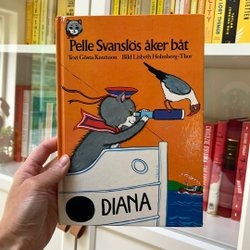 Pelle Svanslös åker båt
Text Gösta Knutsson Bild Lisbeth Holmberg-Thor
DIANA